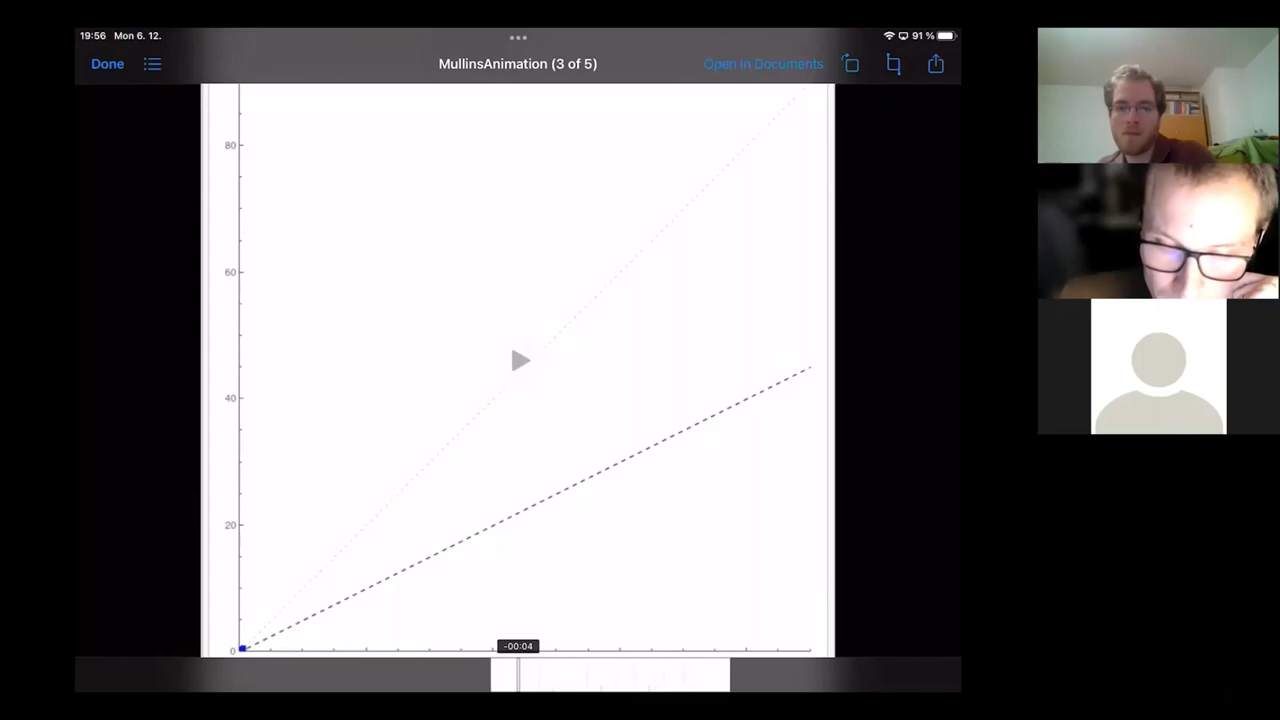 19:56 Mon 6. 12.
91 %
Done
MullinsAnimation (3 of 5)
Open in Documents
80
60
40
20
0
-00:04